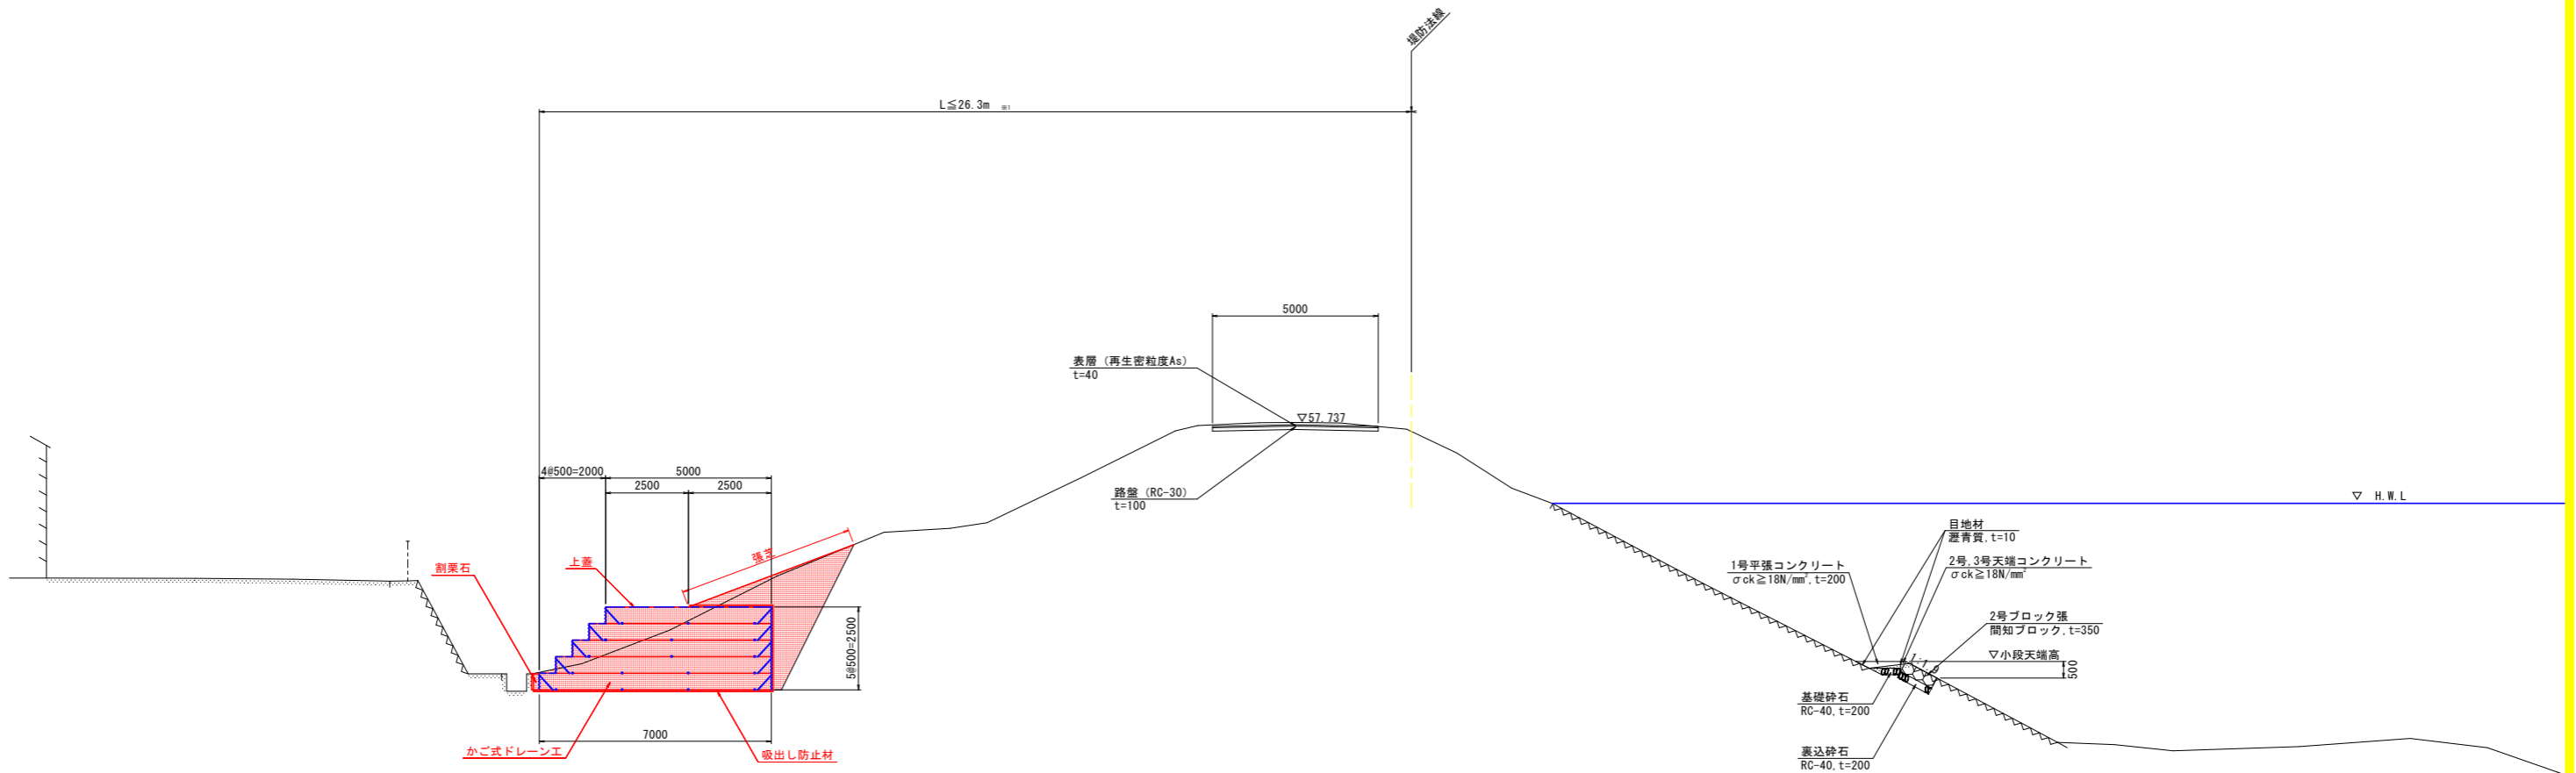 堤防法線
L≦26.3m ※1
5000
表層（再生密粒度As）
t=40
▽57.737
路盤（RC-30）
t=100
4@500=2000
5000
2500
2500
張芝
上蓋
割栗石
5@500=2500
7000
かご式ドレーン工
吸出し防止材
▽ H.W.L
目地材
瀝青質,t=10
1号平張コンクリート
σck≧18N/mm²,t=200
2号,3号天端コンクリート
σck≧18N/mm²
2号ブロック張
間知ブロック,t=350
▽小段天端高
500
基礎砕石
RC-40,t=200
裏込砕石
RC-40,t=200